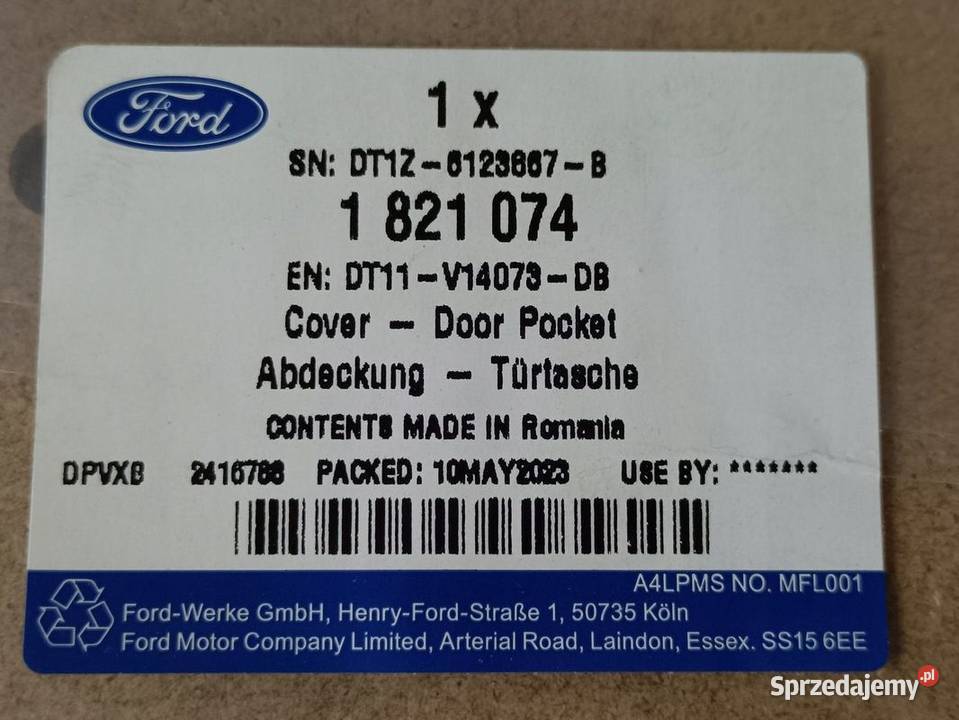 Ford
1 x
SN: DT1Z-6123667-B
1 821 074
EN: DT11-V14073-DB
Cover - Door Pocket
Abdeckung - Türtasche
CONTENTS MADE IN Romania
DPVXB 2416788 PACKED: 10MAY2023 USE BY: *******
A4LPMS NO. MFL001
Ford-Werke GmbH, Henry-Ford-Straße 1, 50735 Köln
Ford Motor Company Limited, Arterial Road, Laindon, Essex. SS15 6EE
Sprzedajemy.pl